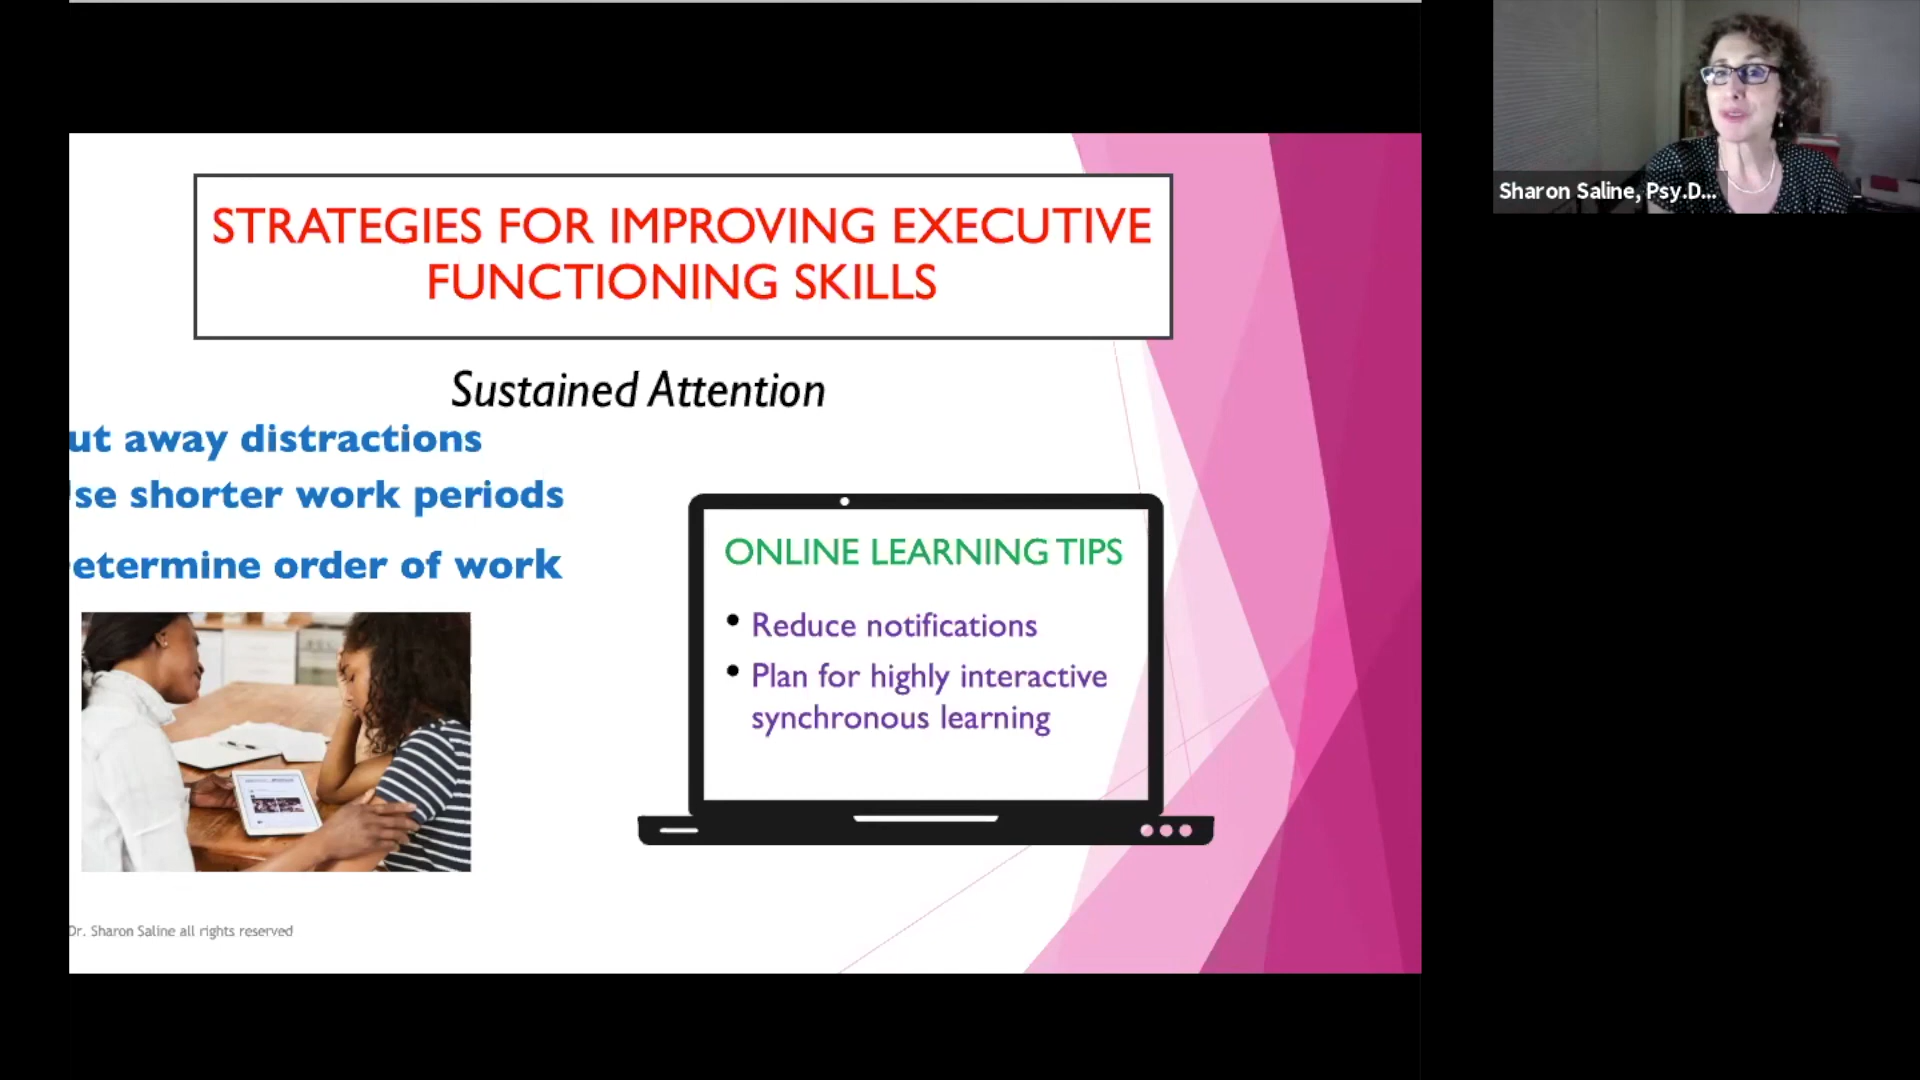 STRATEGIES FOR IMPROVING EXECUTIVE
FUNCTIONING SKILLS
Sustained Attention
ut away distractions
se shorter work periods
etermine order of work
ONLINE LEARNING TIPS
• Reduce notifications
• Plan for highly interactive
synchronous learning
Dr. Sharon Saline all rights reserved
Sharon Saline, Psy.D...